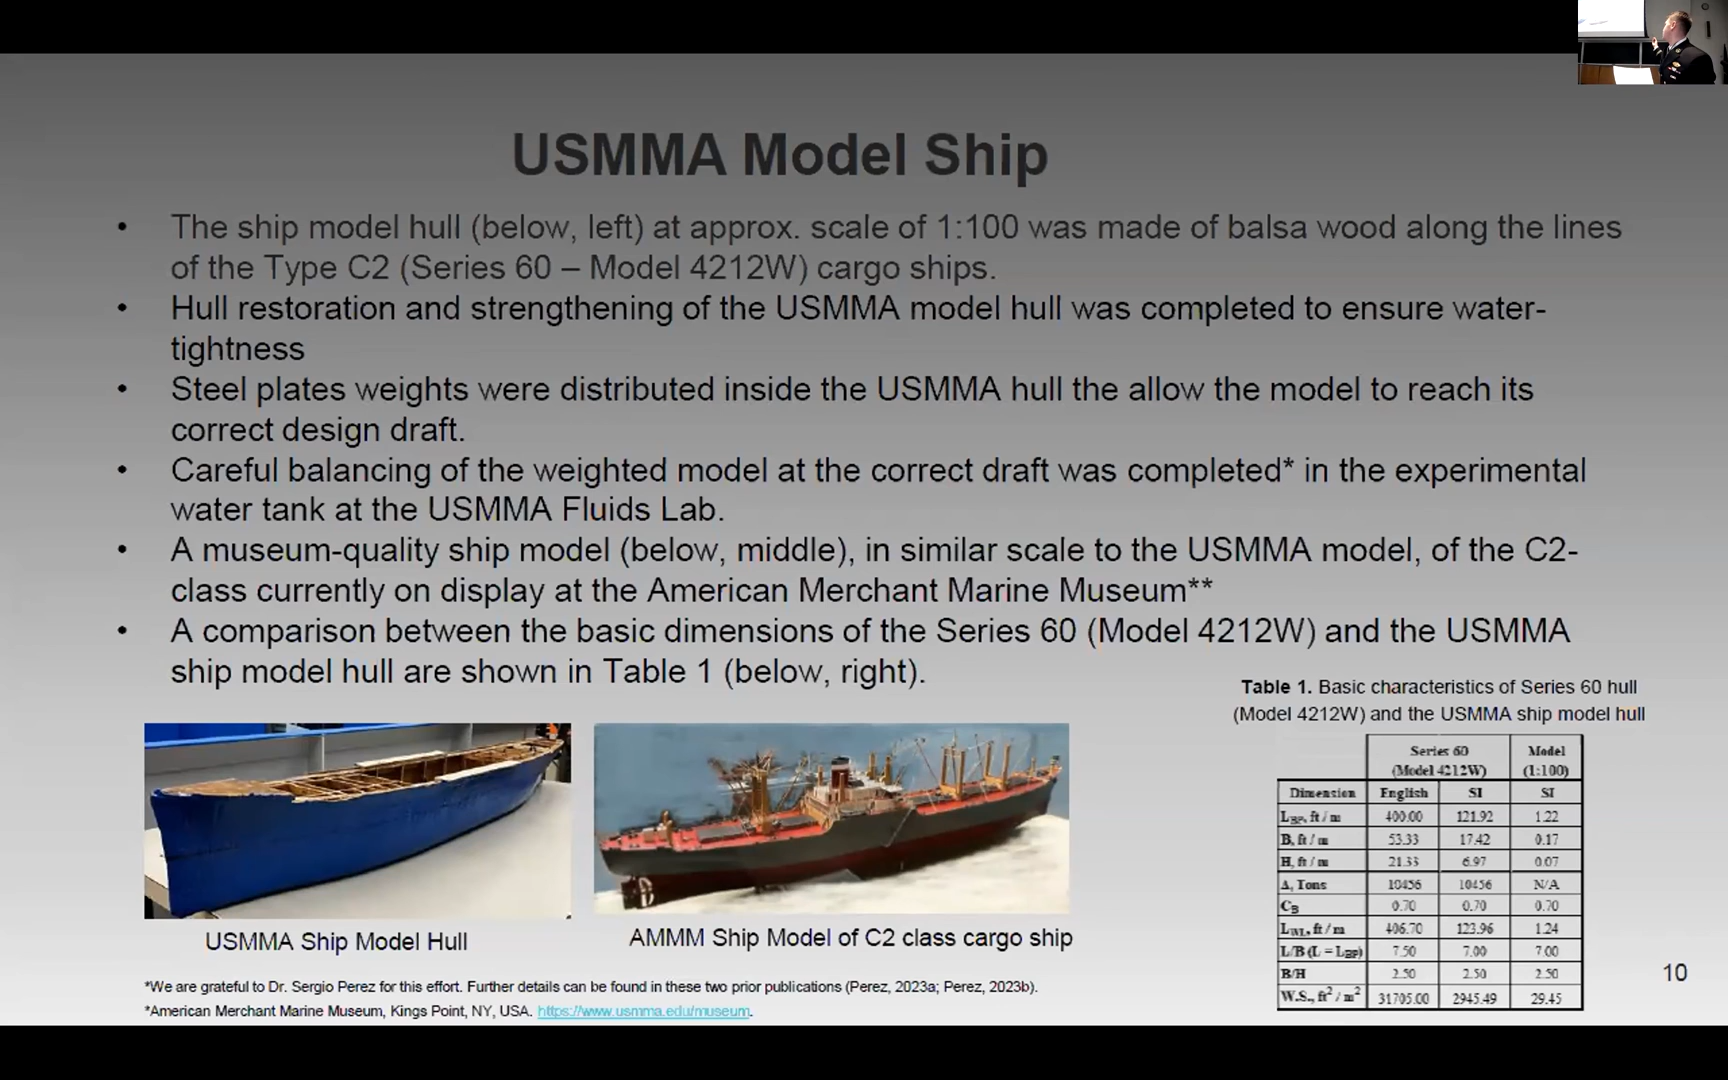 USMMA Model Ship
• The ship model hull (below, left) at approx. scale of 1:100 was made of balsa wood along the lines
of the Type C2 (Series 60 – Model 4212W) cargo ships.
• Hull restoration and strengthening of the USMMA model hull was completed to ensure water-
tightness
• Steel plates weights were distributed inside the USMMA hull the allow the model to reach its
correct design draft.
• Careful balancing of the weighted model at the correct draft was completed* in the experimental
water tank at the USMMA Fluids Lab.
• A museum-quality ship model (below, middle), in similar scale to the USMMA model, of the C2-
class currently on display at the American Merchant Marine Museum**
• A comparison between the basic dimensions of the Series 60 (Model 4212W) and the USMMA
ship model hull are shown in Table 1 (below, right).
Table 1. Basic characteristics of Series 60 hull
(Model 4212W) and the USMMA ship model hull
Series 60 Model
(Model 4212W) (1:100)
Dimension English SI SI
L_BP, ft / m 400.00 121.92 1.22
B, ft / m 53.33 17.42 0.17
H, ft / m 21.33 6.97 0.07
Δ, Tons 10456 10456 N/A
C_B 0.70 0.70 0.70
L_WL, ft / m 406.70 123.96 1.24
L/B (L = L_BP) 7.50 7.00 7.00
B/H 2.50 2.50 2.50
W.S., ft² / m² 31705.00 2945.49 29.45
USMMA Ship Model Hull
AMMM Ship Model of C2 class cargo ship
*We are grateful to Dr. Sergio Perez for this effort. Further details can be found in these two prior publications (Perez, 2023a; Perez, 2023b).
*American Merchant Marine Museum, Kings Point, NY, USA. https://www.usmma.edu/museum.
10